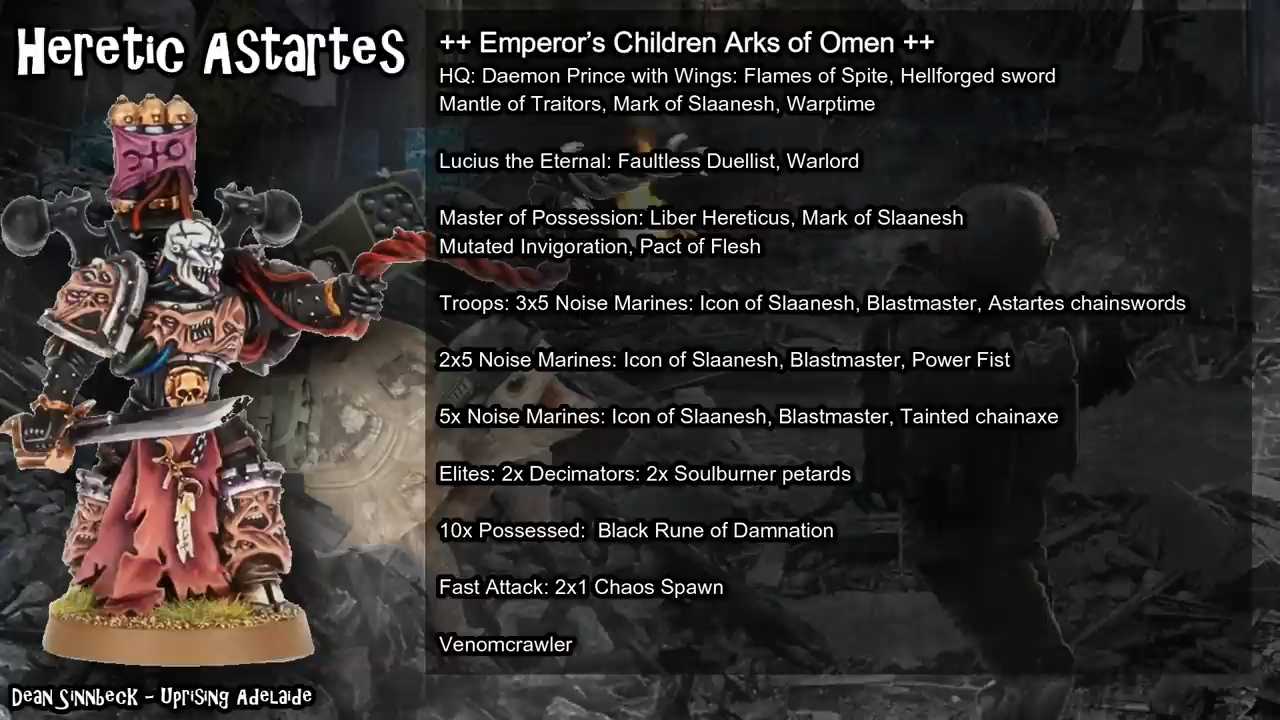 Heretic Astartes
++ Emperor's Children Arks of Omen ++
HQ: Daemon Prince with Wings: Flames of Spite, Hellforged sword
Mantle of Traitors, Mark of Slaanesh, Warptime
Lucius the Eternal: Faultless Duellist, Warlord
Master of Possession: Liber Hereticus, Mark of Slaanesh
Mutated Invigoration, Pact of Flesh
Troops: 3x5 Noise Marines: Icon of Slaanesh, Blastmaster, Astartes chainswords
2x5 Noise Marines: Icon of Slaanesh, Blastmaster, Power Fist
5x Noise Marines: Icon of Slaanesh, Blastmaster, Tainted chainaxe
Elites: 2x Decimators: 2x Soulburner petards
10x Possessed:  Black Rune of Damnation
Fast Attack: 2x1 Chaos Spawn
Venomcrawler
Dean Sinnbeck - Uprising Adelaide